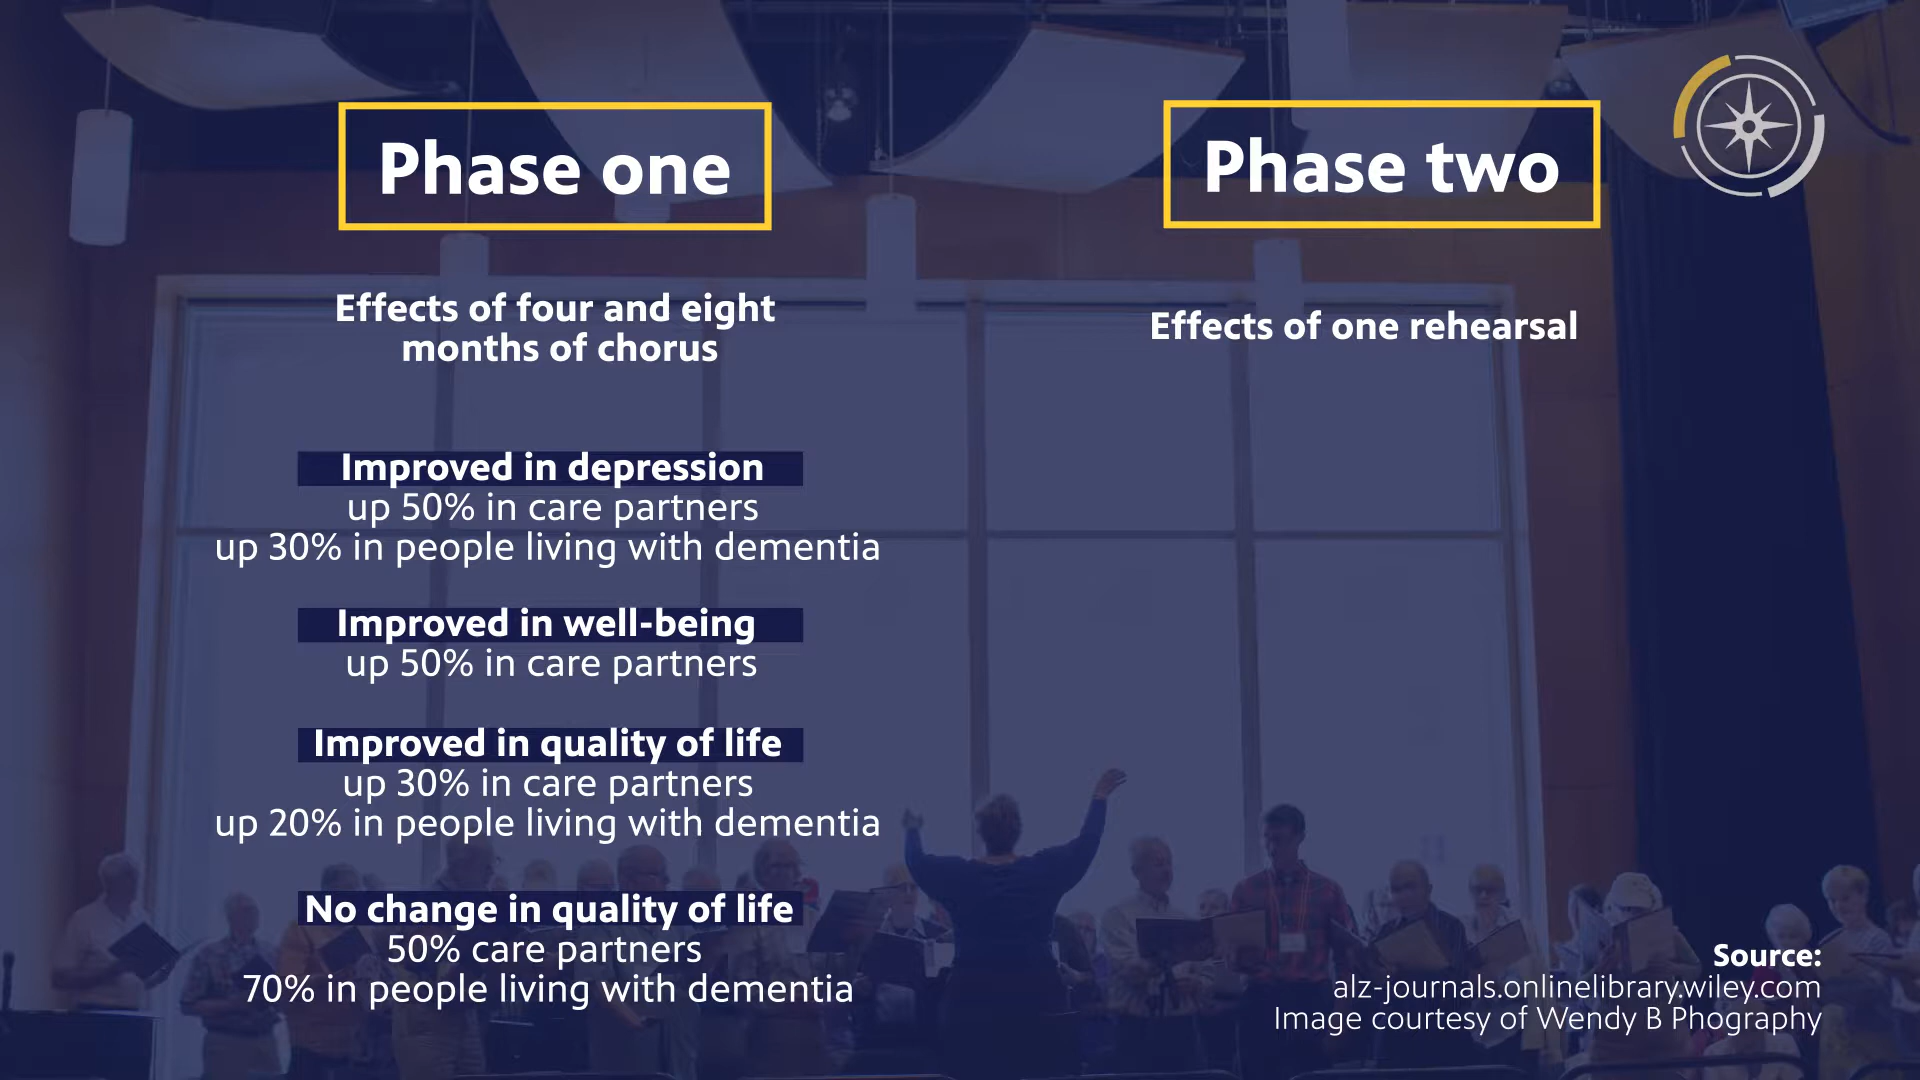 Phase one
Effects of four and eight
months of chorus
Improved in depression
up 50% in care partners
up 30% in people living with dementia
Improved in well-being
up 50% in care partners
Improved in quality of life
up 30% in care partners
up 20% in people living with dementia
No change in quality of life
50% care partners
70% in people living with dementia
Phase two
Effects of one rehearsal
Source:
alz-journals.onlinelibrary.wiley.com
Image courtesy of Wendy B Phography